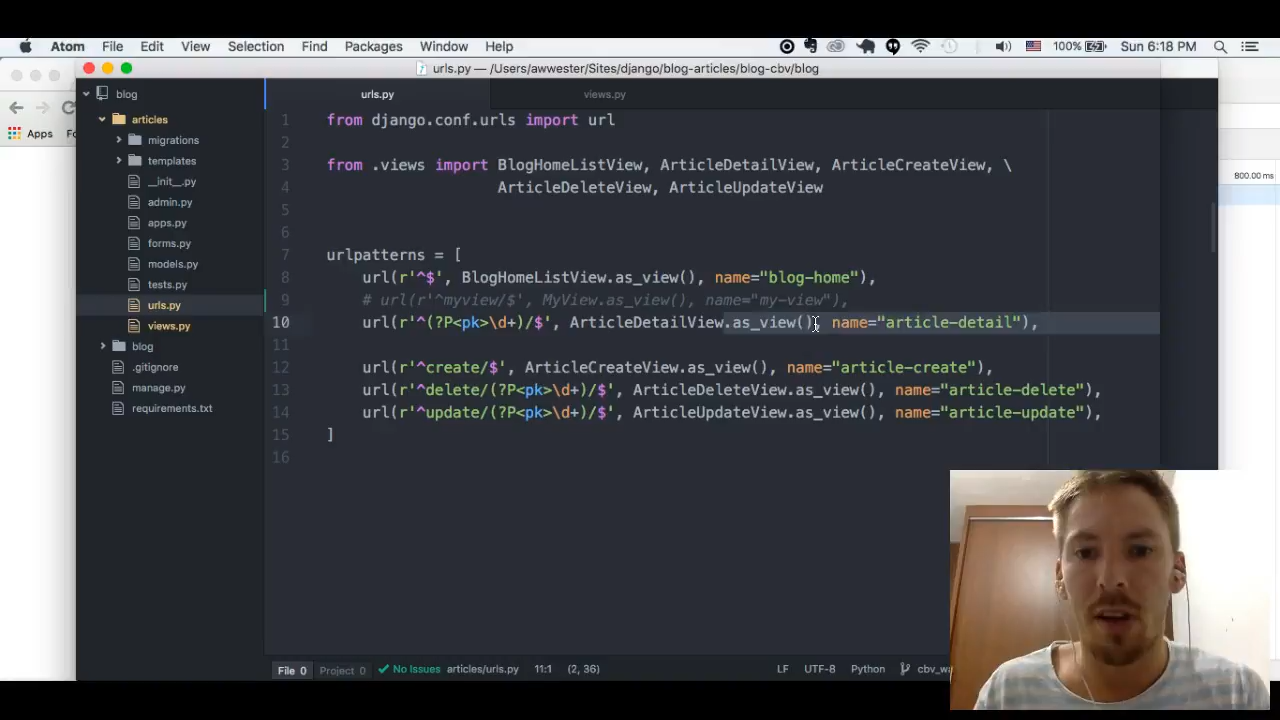 Atom File Edit View Selection Find Packages Window Help 100% Sun 6:18 PM
urls.py — /Users/awwester/Sites/django/blog-articles/blog-cbv/blog
blog
urls.py
views.py
Apps
articles
migrations
templates
__init__.py
admin.py
apps.py
forms.py
models.py
tests.py
urls.py
views.py
blog
.gitignore
manage.py
requirements.txt
1 from django.conf.urls import url
2
3 from .views import BlogHomeListView, ArticleDetailView, ArticleCreateView, \
4 ArticleDeleteView, ArticleUpdateView
5
6
7 urlpatterns = [
8 url(r'^$', BlogHomeListView.as_view(), name="blog-home"),
9 # url(r'^myview/$', MyView.as_view(), name="my-view"),
10 url(r'^(?P<pk>\d+)/$', ArticleDetailView.as_view(), name="article-detail"),
11
12 url(r'^create/$', ArticleCreateView.as_view(), name="article-create"),
13 url(r'^delete/(?P<pk>\d+)/$', ArticleDeleteView.as_view(), name="article-delete"),
14 url(r'^update/(?P<pk>\d+)/$', ArticleUpdateView.as_view(), name="article-update"),
15 ]
16
800.00 ms
File 0 Project 0 No Issues articles/urls.py 11:1 (2, 36) LF UTF-8 Python